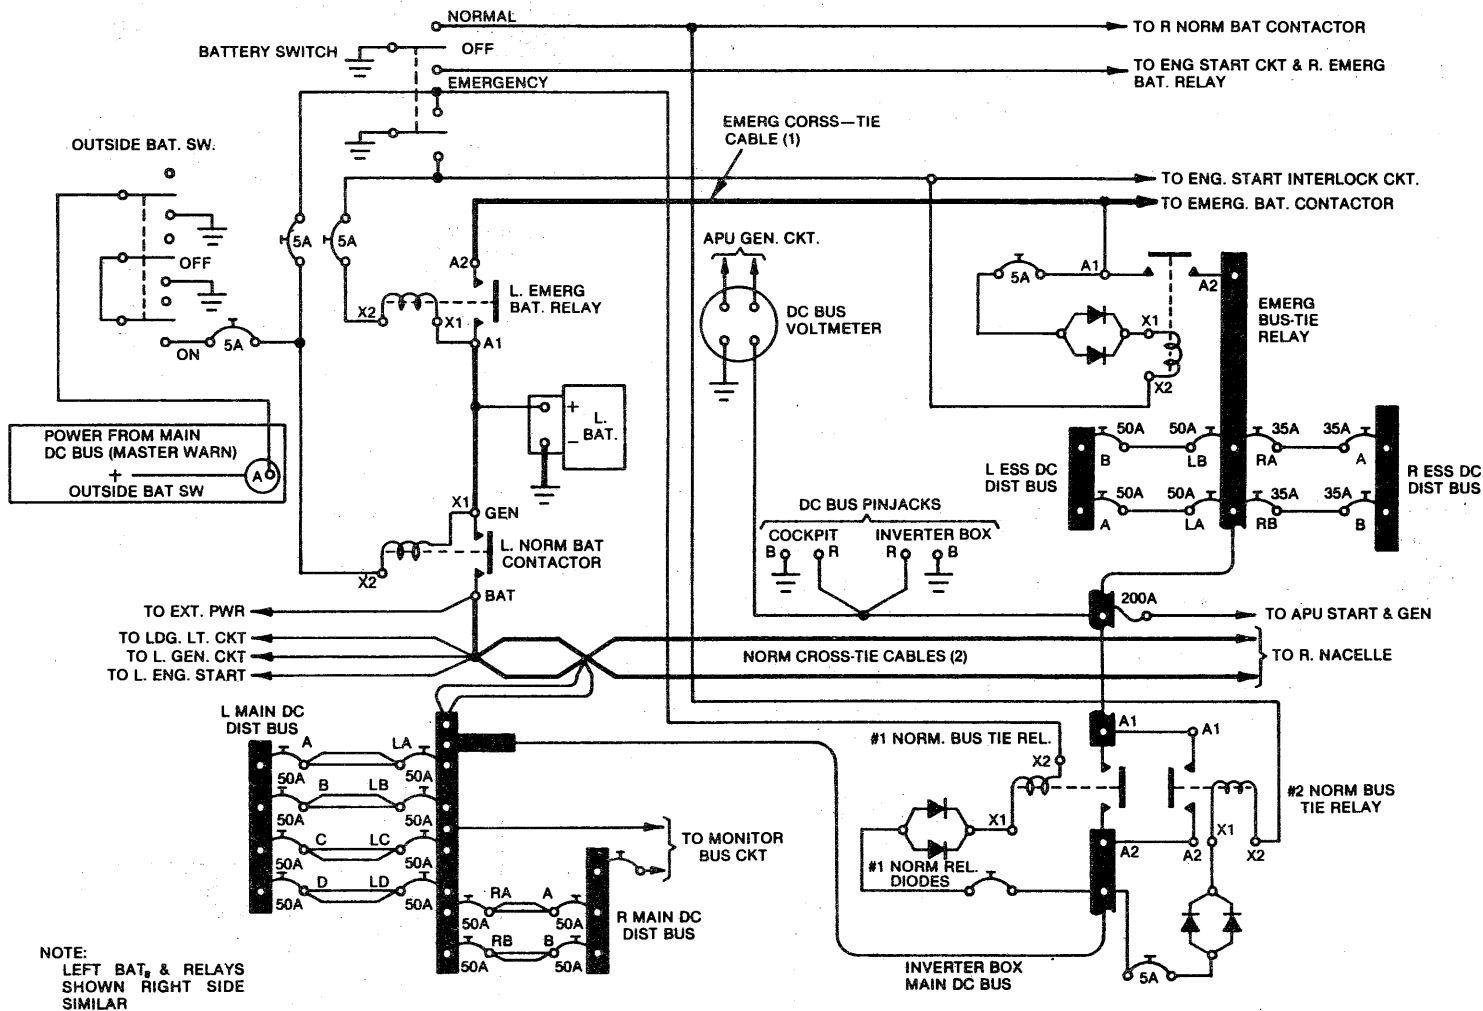 NORMAL
TO R NORM BAT CONTACTOR
BATTERY SWITCH
OFF
TO ENG START CKT & R. EMERG
BAT. RELAY
EMERGENCY
EMERG CORSS—TIE
CABLE (1)
OUTSIDE BAT. SW.
TO ENG. START INTERLOCK CKT.
TO EMERG. BAT. CONTACTOR
5A
5A
APU GEN. CKT.
A2
OFF
L. EMERG
BAT. RELAY
X2
X1
A1
ON
5A
DC BUS
VOLTMETER
5A
A1
A2
EMERG
BUS-TIE
RELAY
X1
X2
+
−
L.
BAT.
POWER FROM MAIN
DC BUS (MASTER WARN)
+
A
OUTSIDE BAT SW
50A
50A
35A
35A
B
LB
RA
A
L ESS DC
DIST BUS
R ESS DC
DIST BUS
50A
50A
35A
35A
A
LA
RB
B
X1
GEN
L. NORM BAT
CONTACTOR
X2
BAT
DC BUS PINJACKS
COCKPIT
INVERTER BOX
B
R
R
B
TO EXT. PWR
200A
TO APU START & GEN
TO LDG. LT. CKT
TO L. GEN. CKT
TO L. ENG. START
NORM CROSS-TIE CABLES (2)
TO R. NACELLE
L MAIN DC
DIST BUS
A
LA
50A
50A
B
LB
50A
50A
C
LC
50A
50A
D
LD
50A
50A
TO MONITOR
BUS CKT
RA
A
50A
50A
RB
B
50A
50A
R MAIN DC
DIST BUS
#1 NORM. BUS TIE REL.
X2
X1
A1
A1
#2 NORM BUS
TIE RELAY
A2
A2
X1
X2
#1 NORM REL.
DIODES
5A
INVERTER BOX
MAIN DC BUS
NOTE:
LEFT BATS & RELAYS
SHOWN RIGHT SIDE
SIMILAR